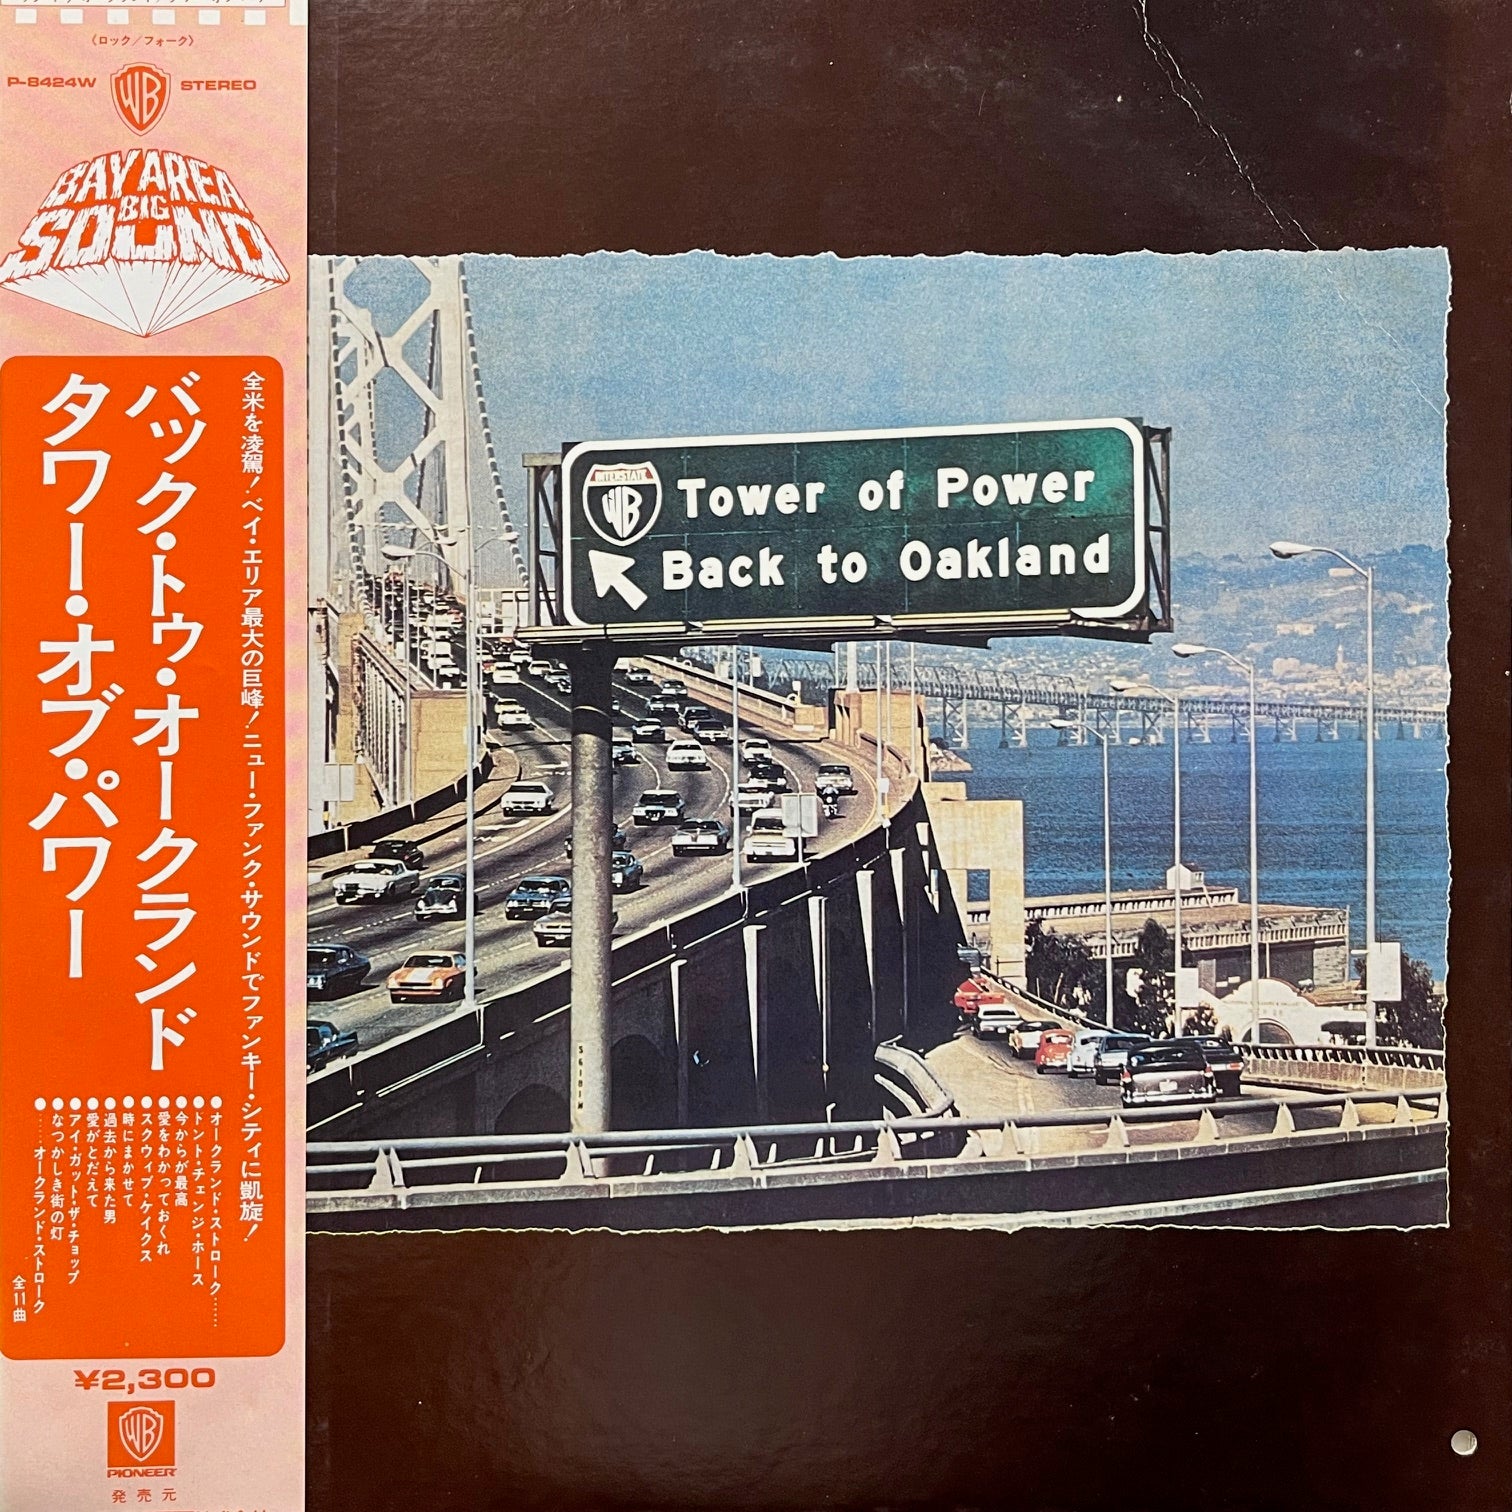 〈ロック／フォーク〉
P-8424W WB STEREO
BAY AREA
BIG
SOUND
全米を凌駕！ベイ・エリア最大の巨峰！ニュー・ファンク・サウンドでファンキー・シティに凱旋！
バック・トゥ・オークランド
タワー・オブ・パワー
●オークランド・ストローク……
●ドント・チェンジ・ホース
●今からが最高
●愛をわかっておくれ
●スクウィブ・ケイクス
●時にまかせて
●過去から来た男
●愛がとだえて
●アイ・ガット・ザ・チョップ
●なつかしき街の灯
●……オークランド・ストローク
全11曲
¥2,300
WB
PIONEER
発売元
INTERSTATE
WB
Tower of Power
Back to Oakland